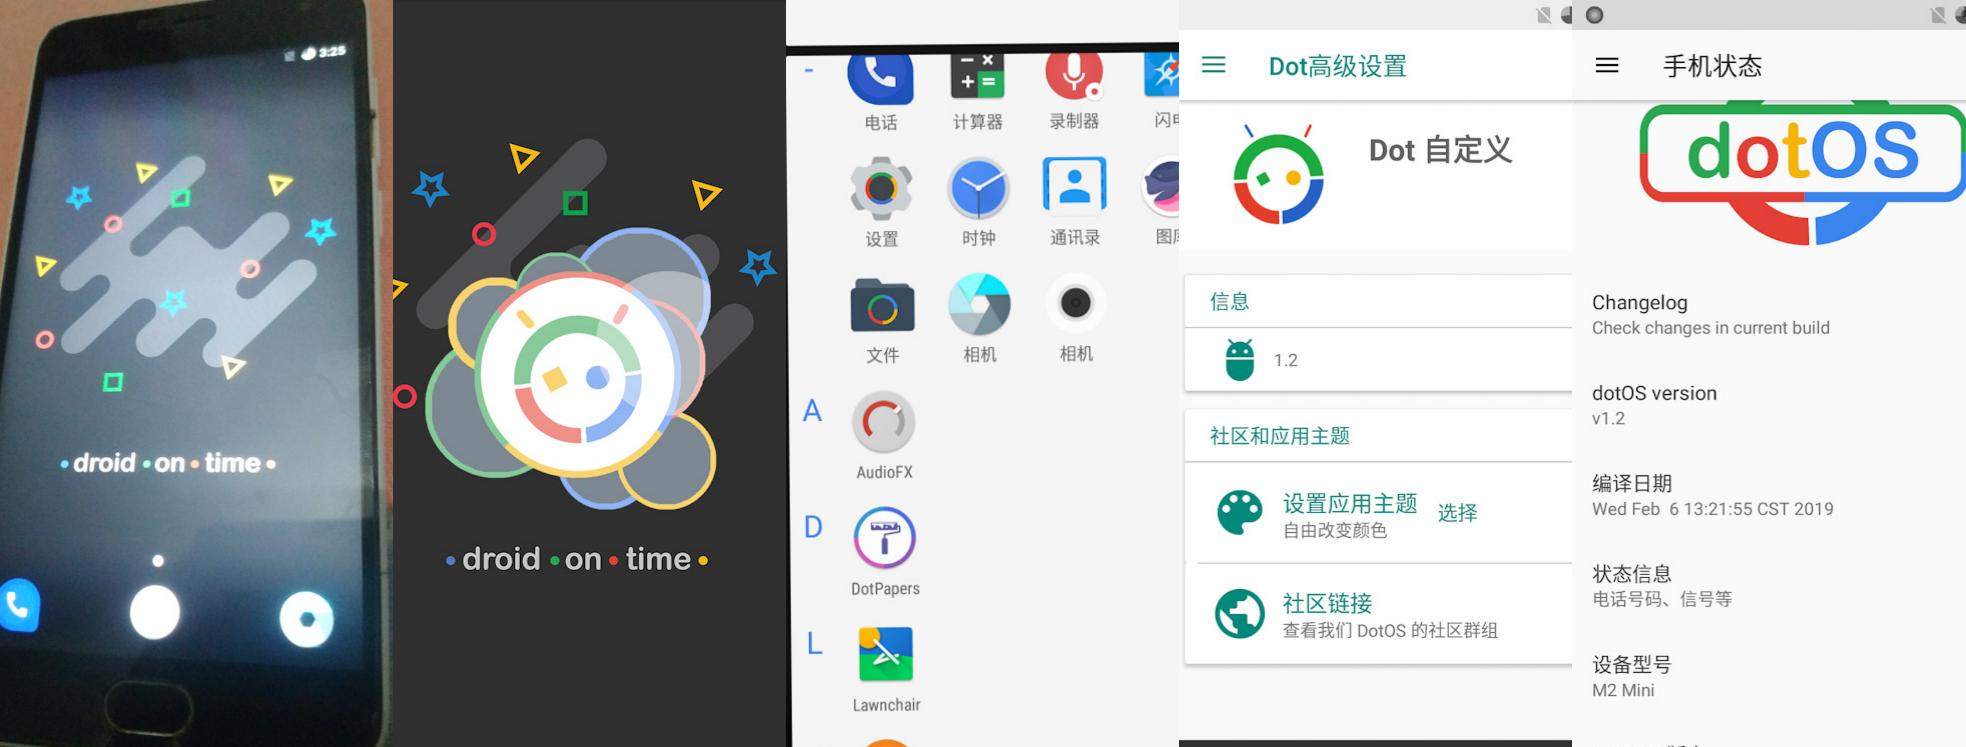 3:25
droid on time
droid on time
-
电话
计算器
录制器
闪电
设置
时钟
通讯录
图库
文件
相机
相机
A
AudioFX
D
DotPapers
L
Lawnchair
Dot高级设置
Dot 自定义
信息
1.2
社区和应用主题
设置应用主题
选择
自由改变颜色
社区链接
查看我们 DotOS 的社区群组
手机状态
dotOS
Changelog
Check changes in current build
dotOS version
v1.2
编译日期
Wed Feb 6 13:21:55 CST 2019
状态信息
电话号码、信号等
设备型号
M2 Mini